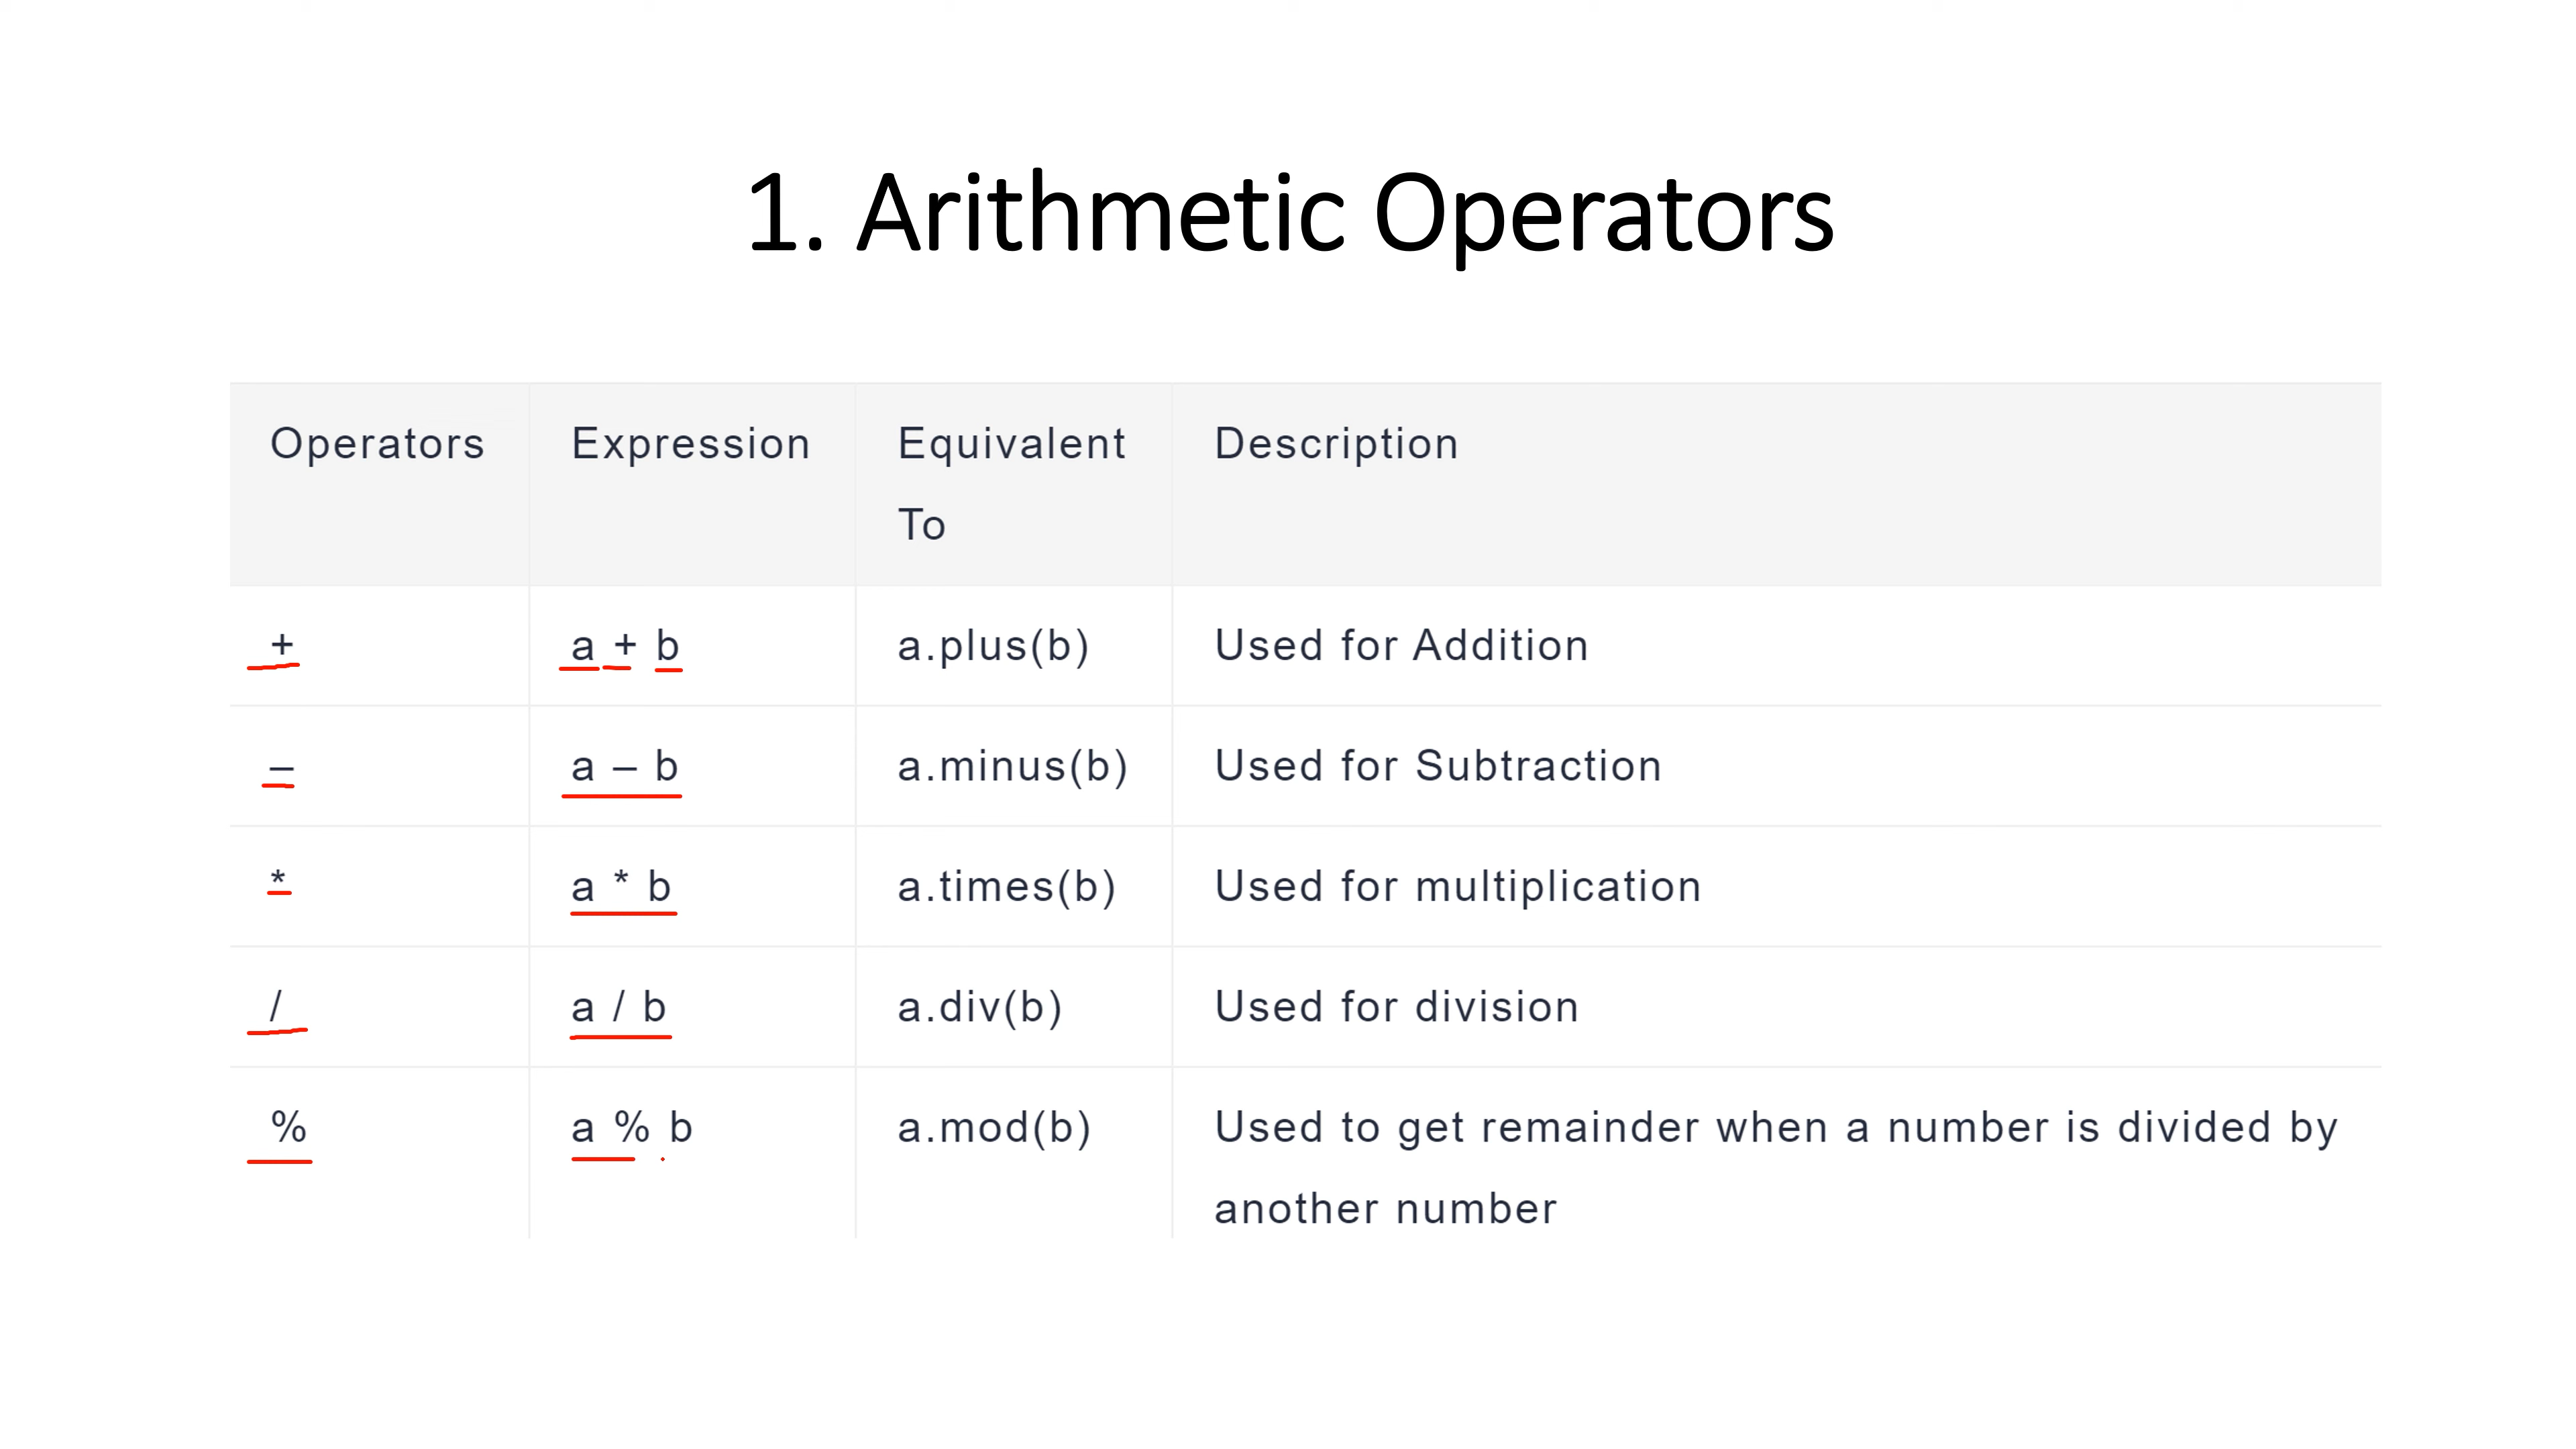 1. Arithmetic Operators
Operators Expression Equivalent To Description
+ a + b a.plus(b) Used for Addition
– a – b a.minus(b) Used for Subtraction
* a * b a.times(b) Used for multiplication
/ a / b a.div(b) Used for division
% a % b a.mod(b) Used to get remainder when a number is divided by
another number